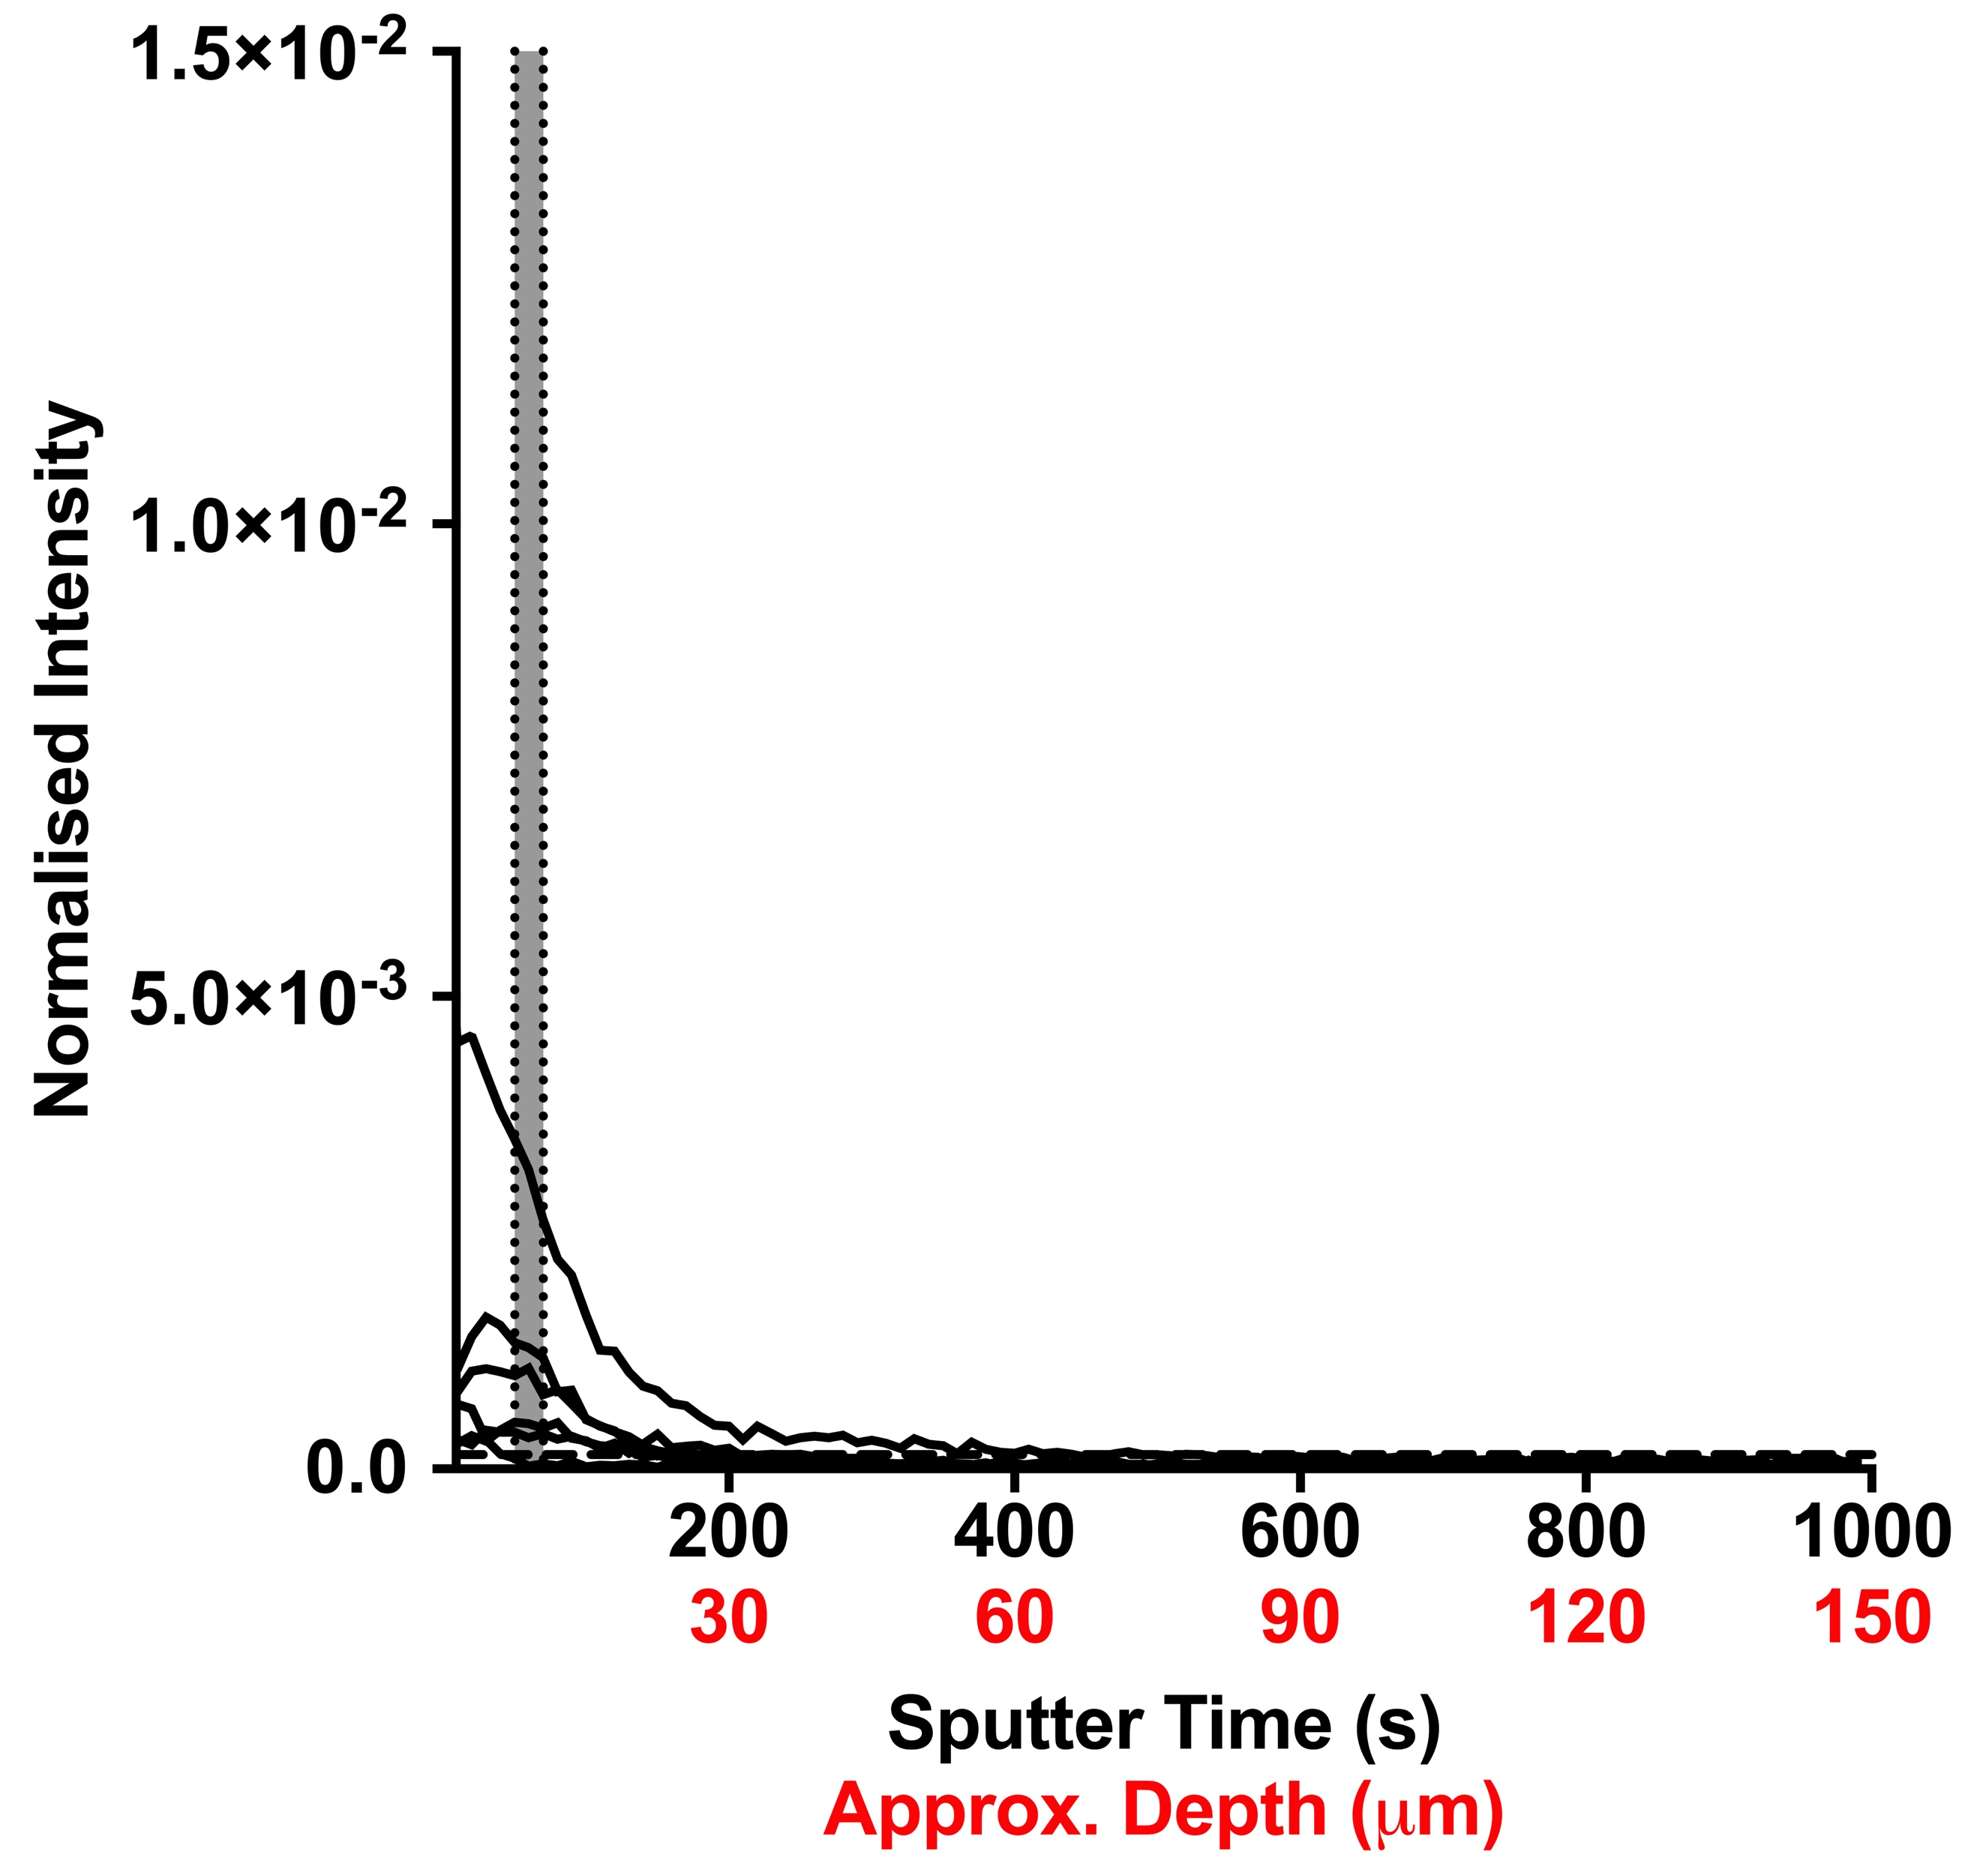 Normalised Intensity
1.5×10⁻²
1.0×10⁻²
5.0×10⁻³
0.0
200 400 600 800 1000
30 60 90 120 150
Sputter Time (s)
Approx. Depth (μm)